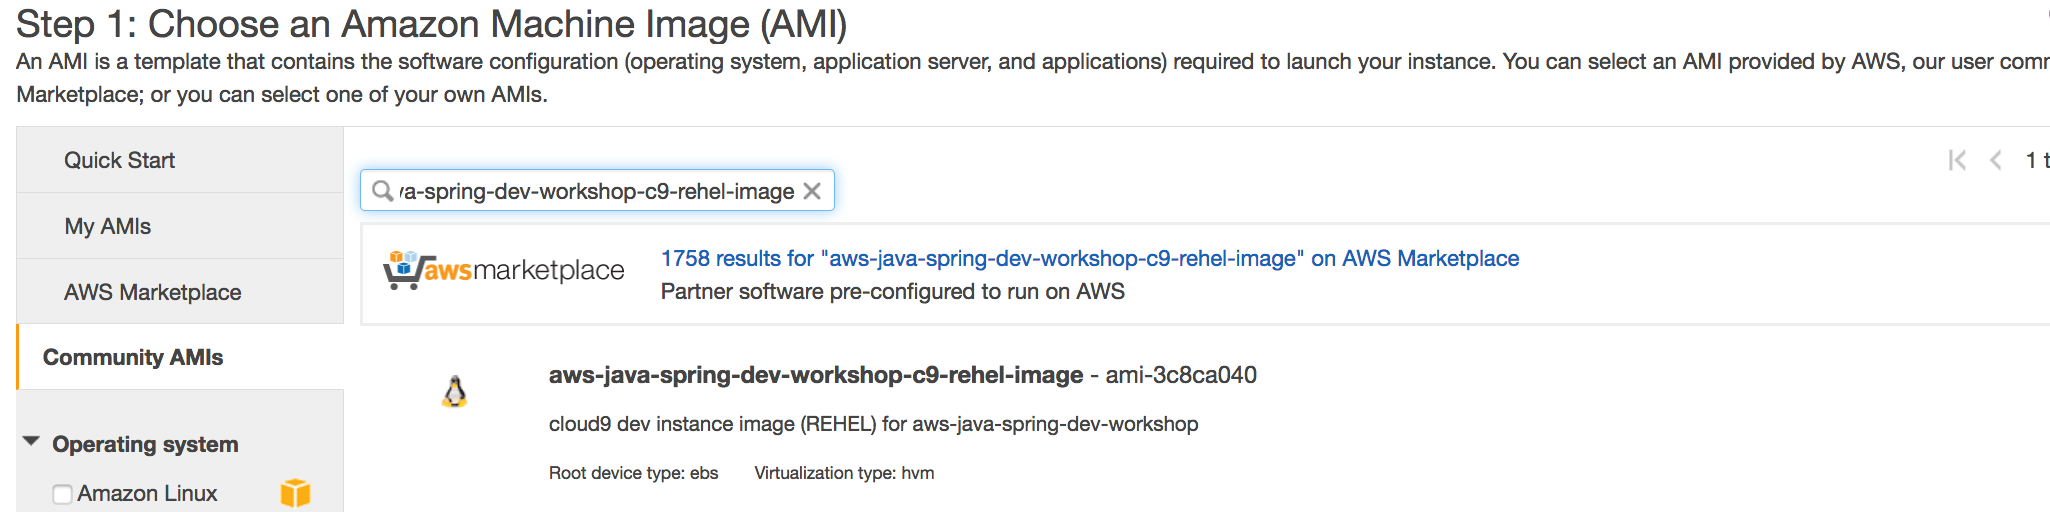 Step 1: Choose an Amazon Machine Image (AMI)
An AMI is a template that contains the software configuration (operating system, application server, and applications) required to launch your instance. You can select an AMI provided by AWS, our user
Marketplace; or you can select one of your own AMIs.
Quick Start
My AMIs
AWS Marketplace
Community AMIs
Operating system
Amazon Linux
1
va-spring-dev-workshop-c9-rehel-image
awsmarketplace
1758 results for "aws-java-spring-dev-workshop-c9-rehel-image" on AWS Marketplace
Partner software pre-configured to run on AWS
aws-java-spring-dev-workshop-c9-rehel-image - ami-3c8ca040
cloud9 dev instance image (REHEL) for aws-java-spring-dev-workshop
Root device type: ebs Virtualization type: hvm